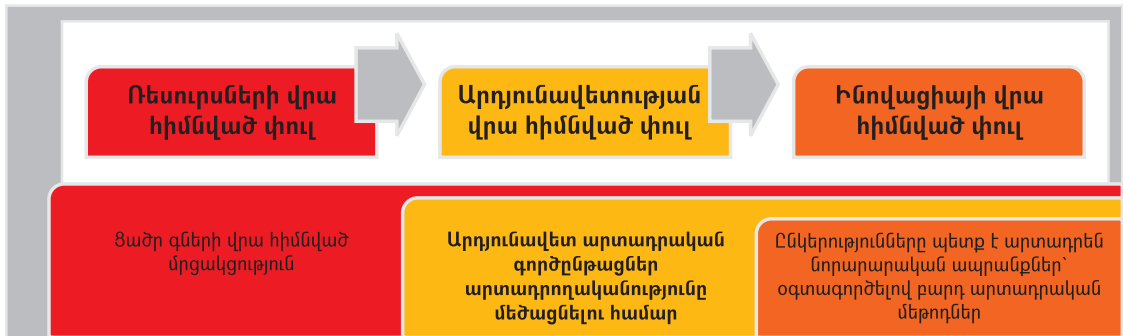 Ռեսուրսների վրա
հիմնված փուլ
Արդյունավետության
վրա հիմնված փուլ
Ինովացիայի վրա
հիմնված փուլ
Ցածր գների վրա հիմնված
մրցակցություն
Արդյունավետ արտադրական
գործընթացներ
արտադրողականությունը
մեծացնելու համար
Ընկերությունները պետք է արտադրեն
նորարարական ապրանքներ՝
օգտագործելով բարդ արտադրական
մեթոդներ